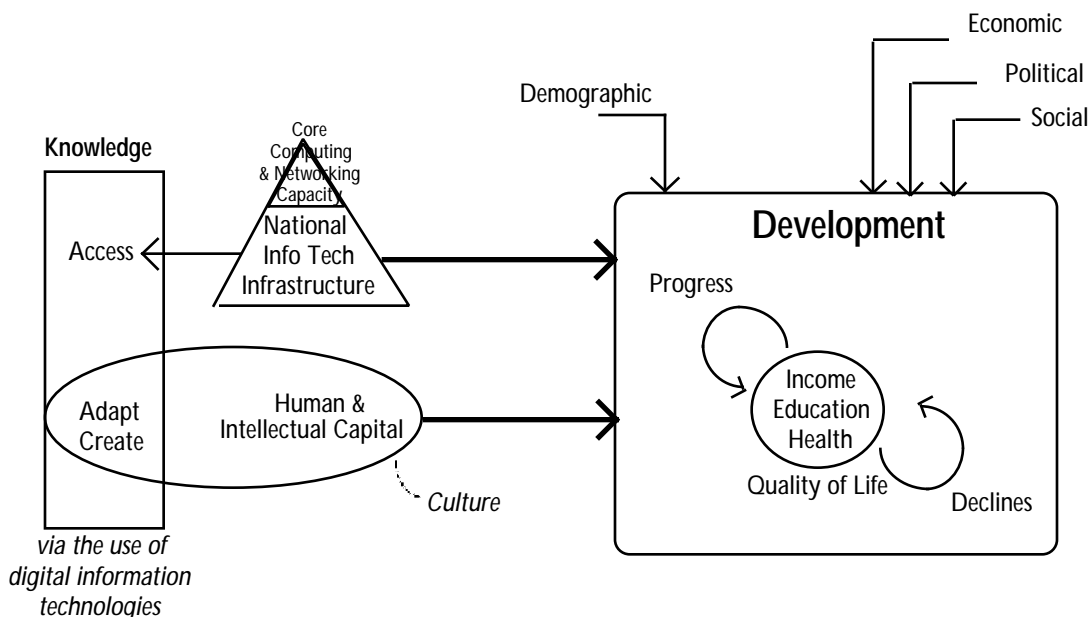 Economic
Political
Social
Demographic
Knowledge
Core
Computing
& Networking
Capacity
National
Info Tech
Infrastructure
Access
Adapt
Create
Human &
Intellectual Capital
Culture
via the use of
digital information
technologies
Development
Progress
Income
Education
Health
Quality of Life
Declines